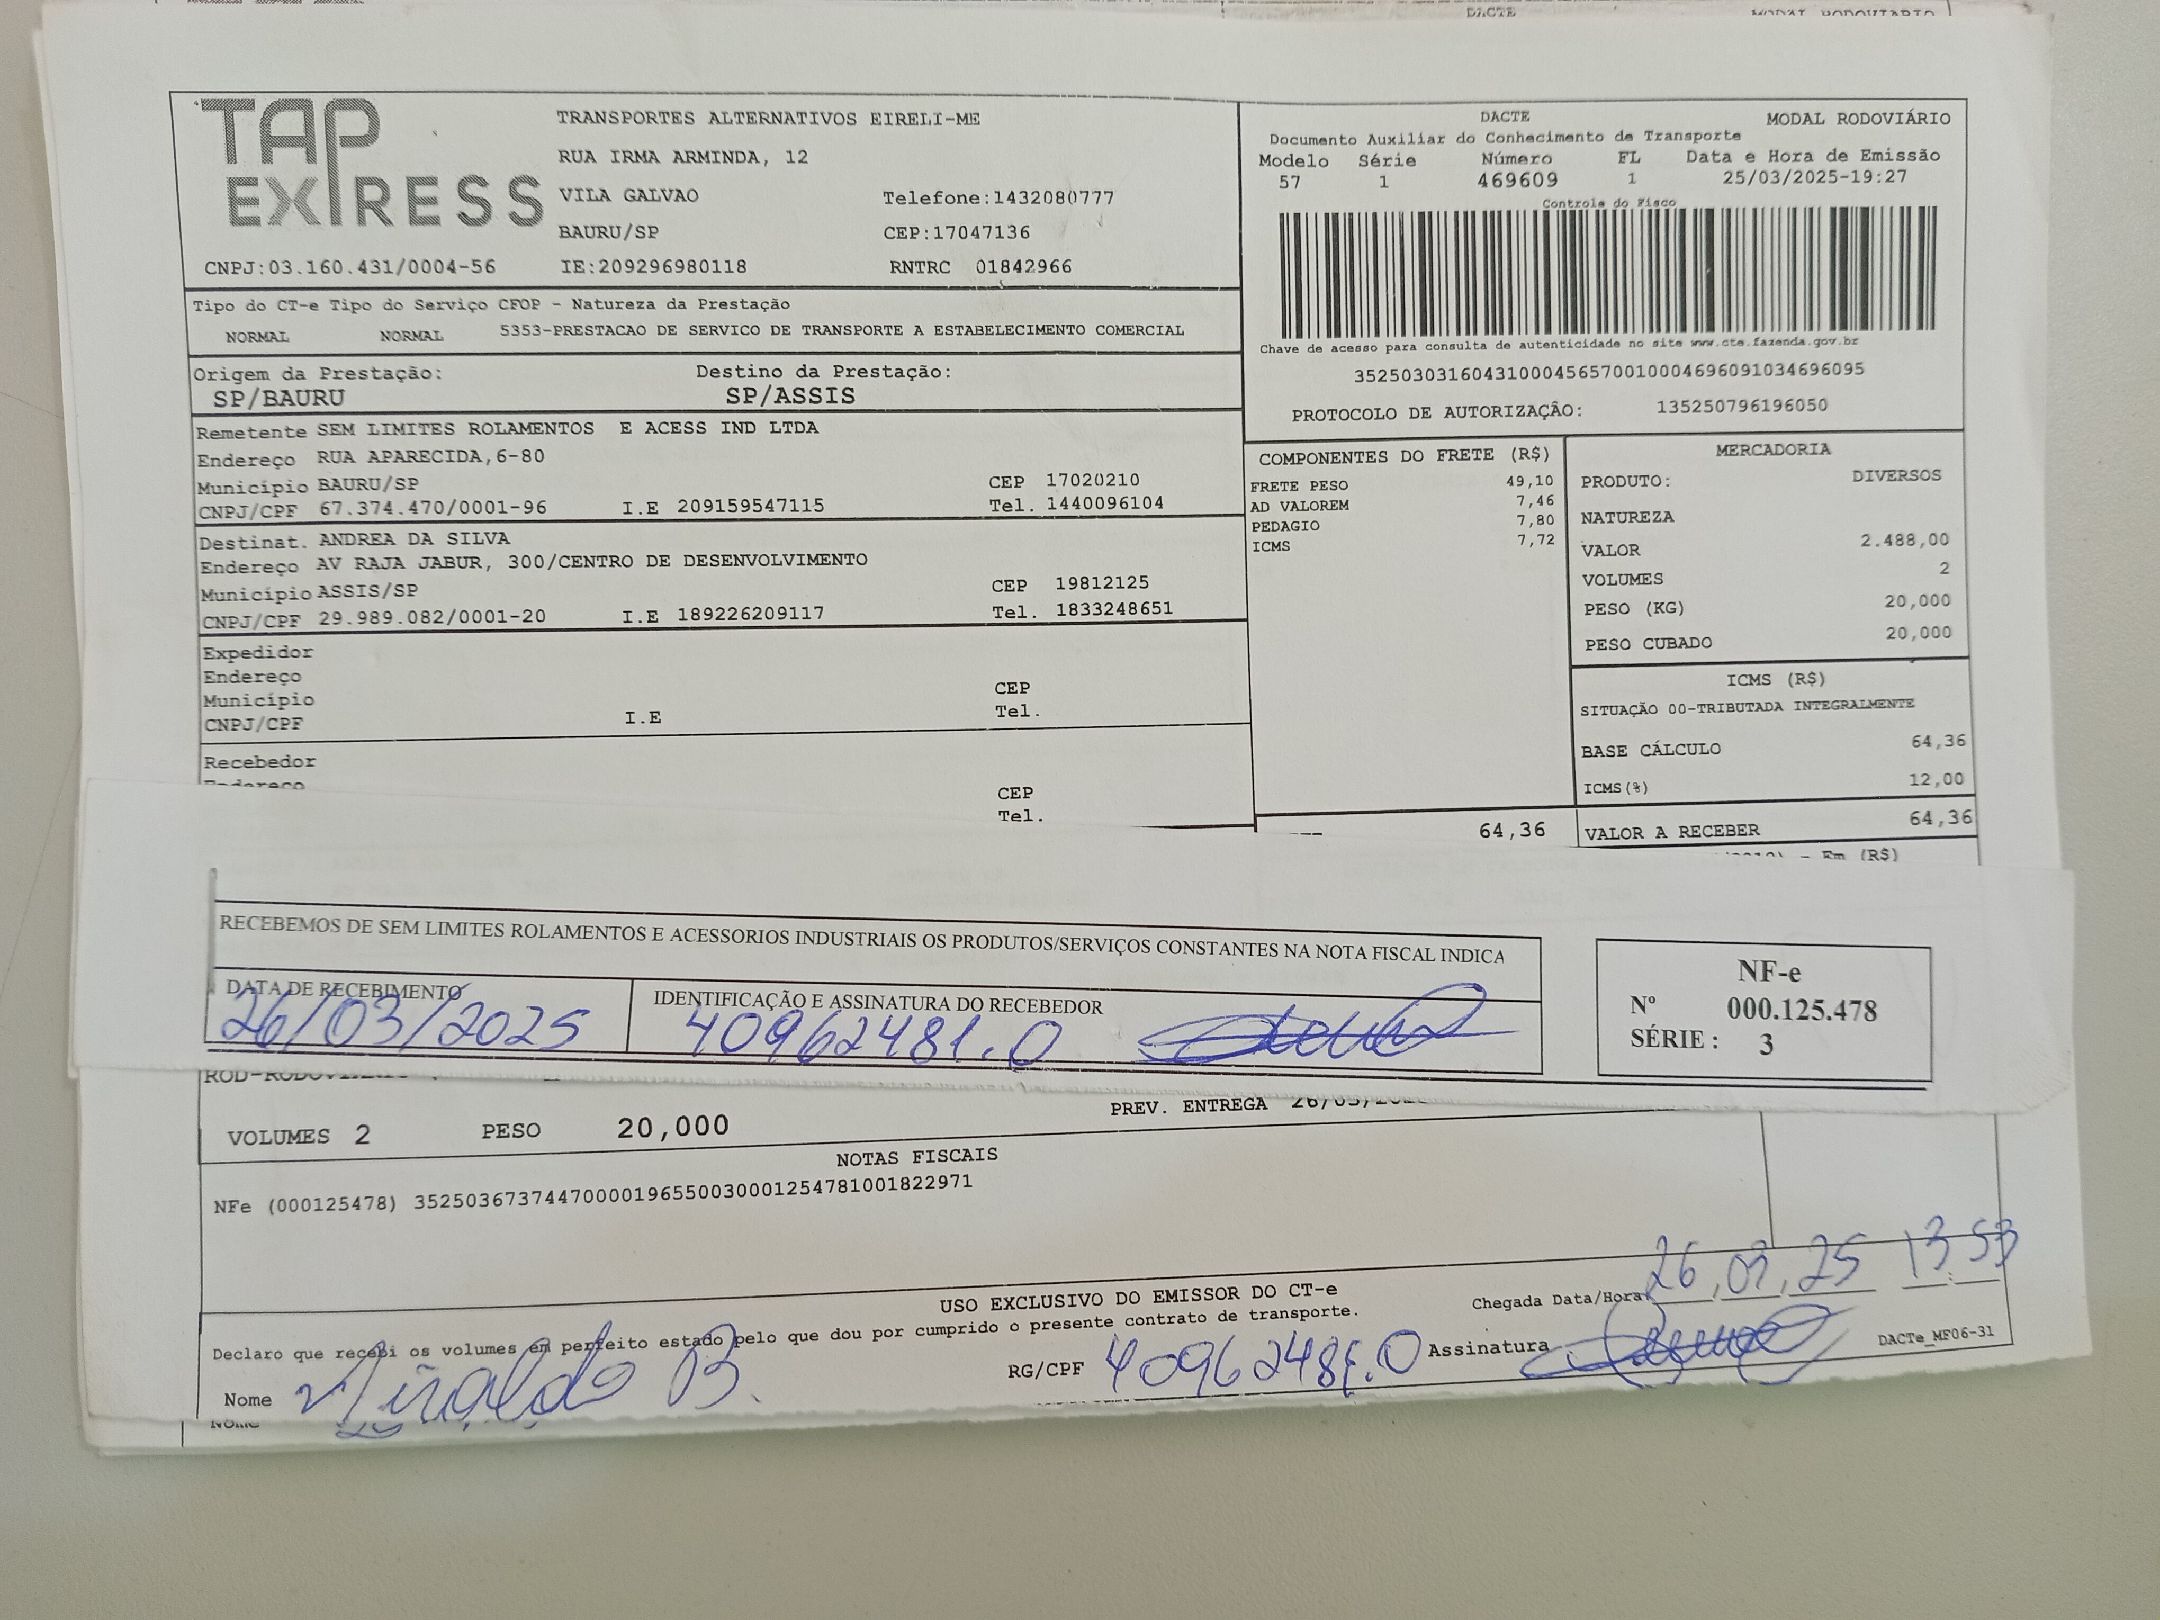 DACTE
MODAL RODOVIARIO
TAP EXPRESS
TRANSPORTES ALTERNATIVOS EIRELI-ME
RUA IRMA ARMINDA, 12
VILA GALVAO Telefone:1432080777
BAURU/SP CEP:17047136
CNPJ:03.160.431/0004-56 IE:209296980118 RNTRC 01842966
DACTE MODAL RODOVIÁRIO
Documento Auxiliar do Conhecimento de Transporte
Modelo Série Número FL Data e Hora de Emissão
57 1 469609 1 25/03/2025-19:27
Controle do Fisco
Chave de acesso para consulta de autenticidade no site www.cte.fazenda.gov.br
35250303160431000456570010004696091034696095
PROTOCOLO DE AUTORIZAÇÃO: 135250796196050
Tipo do CT-e Tipo do Serviço CFOP - Natureza da Prestação
NORMAL NORMAL 5353-PRESTACAO DE SERVICO DE TRANSPORTE A ESTABELECIMENTO COMERCIAL
Origem da Prestação: Destino da Prestação:
SP/BAURU SP/ASSIS
Remetente SEM LIMITES ROLAMENTOS E ACESS IND LTDA
Endereço RUA APARECIDA,6-80
Município BAURU/SP CEP 17020210
CNPJ/CPF 67.374.470/0001-96 I.E 209159547115 Tel. 1440096104
Destinat. ANDREA DA SILVA
Endereço AV RAJA JABUR, 300/CENTRO DE DESENVOLVIMENTO
Município ASSIS/SP CEP 19812125
CNPJ/CPF 29.989.082/0001-20 I.E 189226209117 Tel. 1833248651
Expedidor
Endereço
Município CEP
CNPJ/CPF I.E Tel.
Recebedor
Endereço CEP
Tel.
COMPONENTES DO FRETE (R$)
FRETE PESO 49,10
AD VALOREM 7,46
PEDAGIO 7,80
ICMS 7,72
64,36
MERCADORIA
PRODUTO: DIVERSOS
NATUREZA
VALOR 2.488,00
VOLUMES 2
PESO (KG) 20,000
PESO CUBADO 20,000
ICMS (R$)
SITUAÇÃO 00-TRIBUTADA INTEGRALMENTE
BASE CÁLCULO 64,36
ICMS(%) 12,00
VALOR A RECEBER 64,36
- Em (R$)
RECEBEMOS DE SEM LIMITES ROLAMENTOS E ACESSORIOS INDUSTRIAIS OS PRODUTOS/SERVIÇOS CONSTANTES NA NOTA FISCAL INDICA
DATA DE RECEBIMENTO IDENTIFICAÇÃO E ASSINATURA DO RECEBEDOR
26/03/2025 40962481.0
NF-e
Nº 000.125.478
SÉRIE: 3
VOLUMES 2 PESO 20,000 PREV. ENTREGA
NOTAS FISCAIS
NFe (000125478) 35250367374470000196550030001254781001822971
USO EXCLUSIVO DO EMISSOR DO CT-e
Chegada Data/Hora 26,03,25 13:53
Declaro que recebi os volumes em perfeito estado pelo que dou por cumprido o presente contrato de transporte.
Nome RG/CPF 40962481.0 Assinatura DACTe_MF06-31